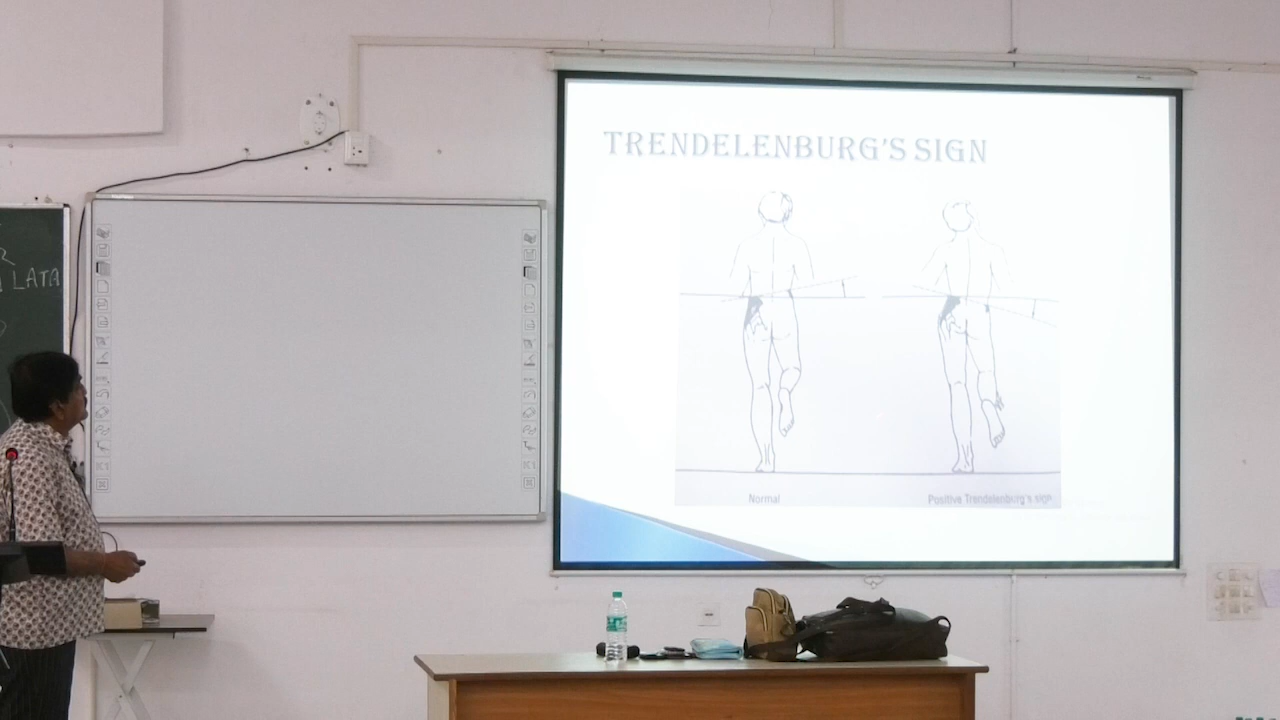 TRENDELENBURG'S SIGN
Normal
Positive Trendelenburg's sign
R
LATA